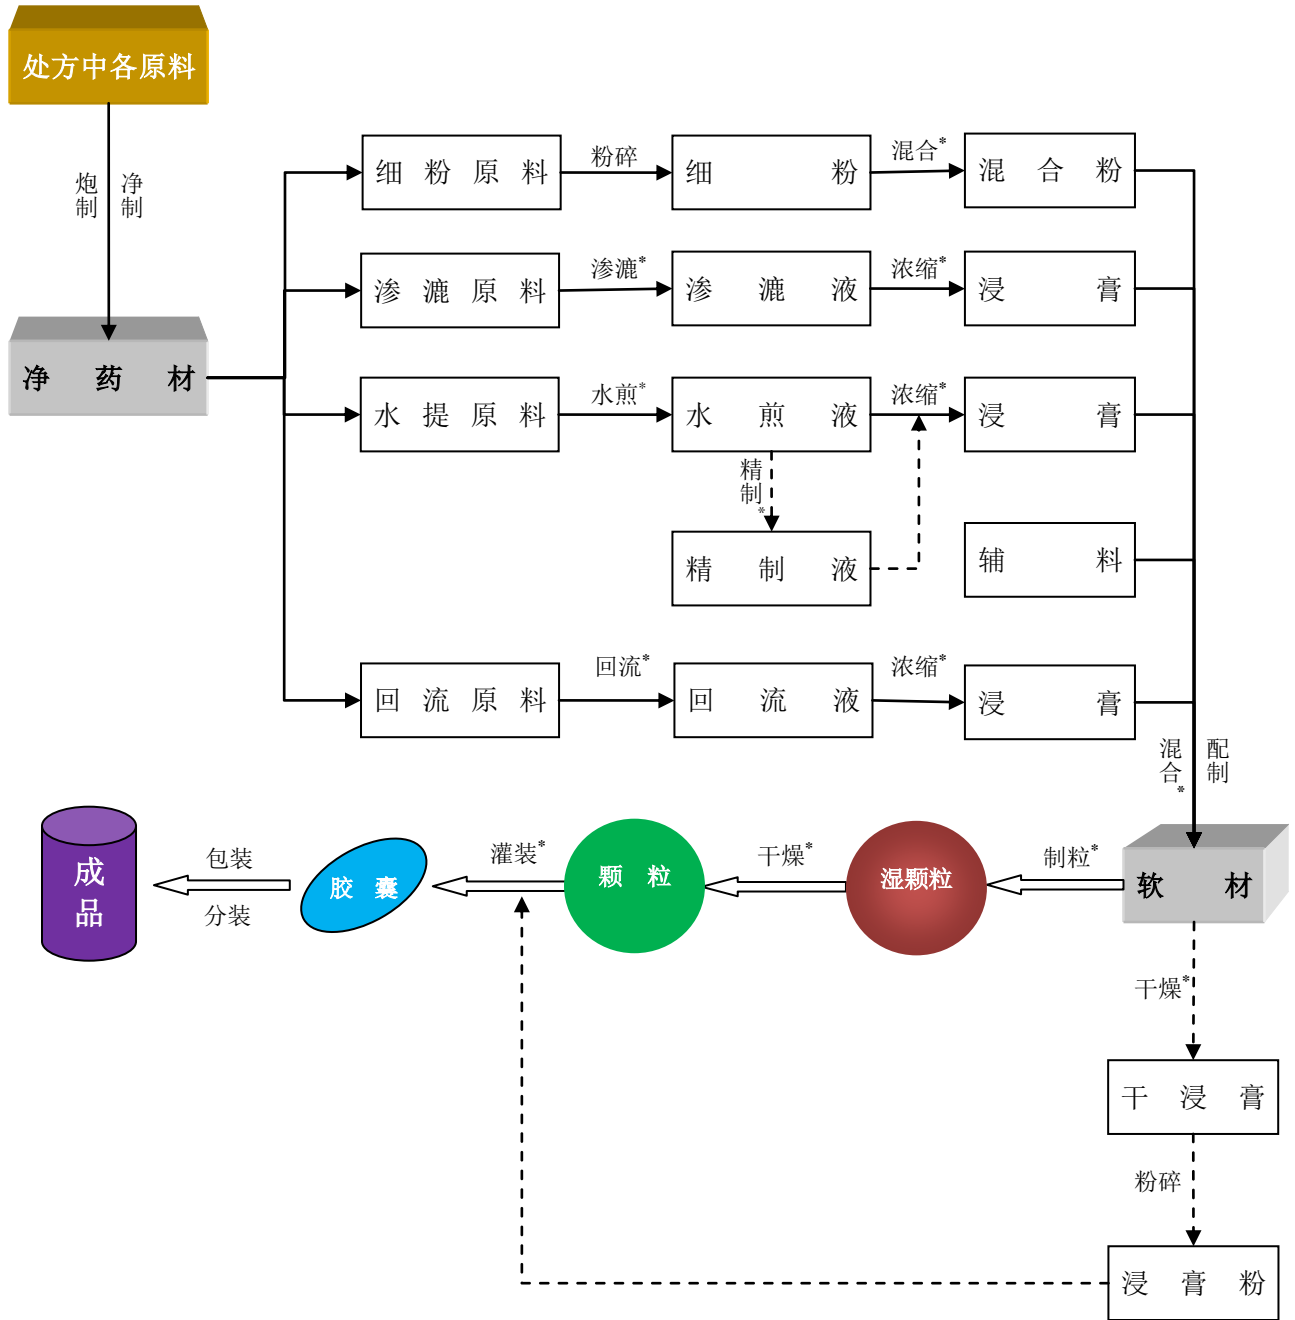 处方中各原料
炮制
净制
净药材
细粉原料
粉碎
细粉
混合*
混合粉
渗漉原料
渗漉*
渗漉液
浓缩*
浸膏
水提原料
水煎*
水煎液
浓缩*
浸膏
精制*
精制液
辅料
回流原料
回流*
回流液
浓缩*
浸膏
混合*
配制
软材
制粒*
湿颗粒
干燥*
颗粒
灌装*
胶囊
包装
分装
成品
干燥*
干浸膏
粉碎
浸膏粉